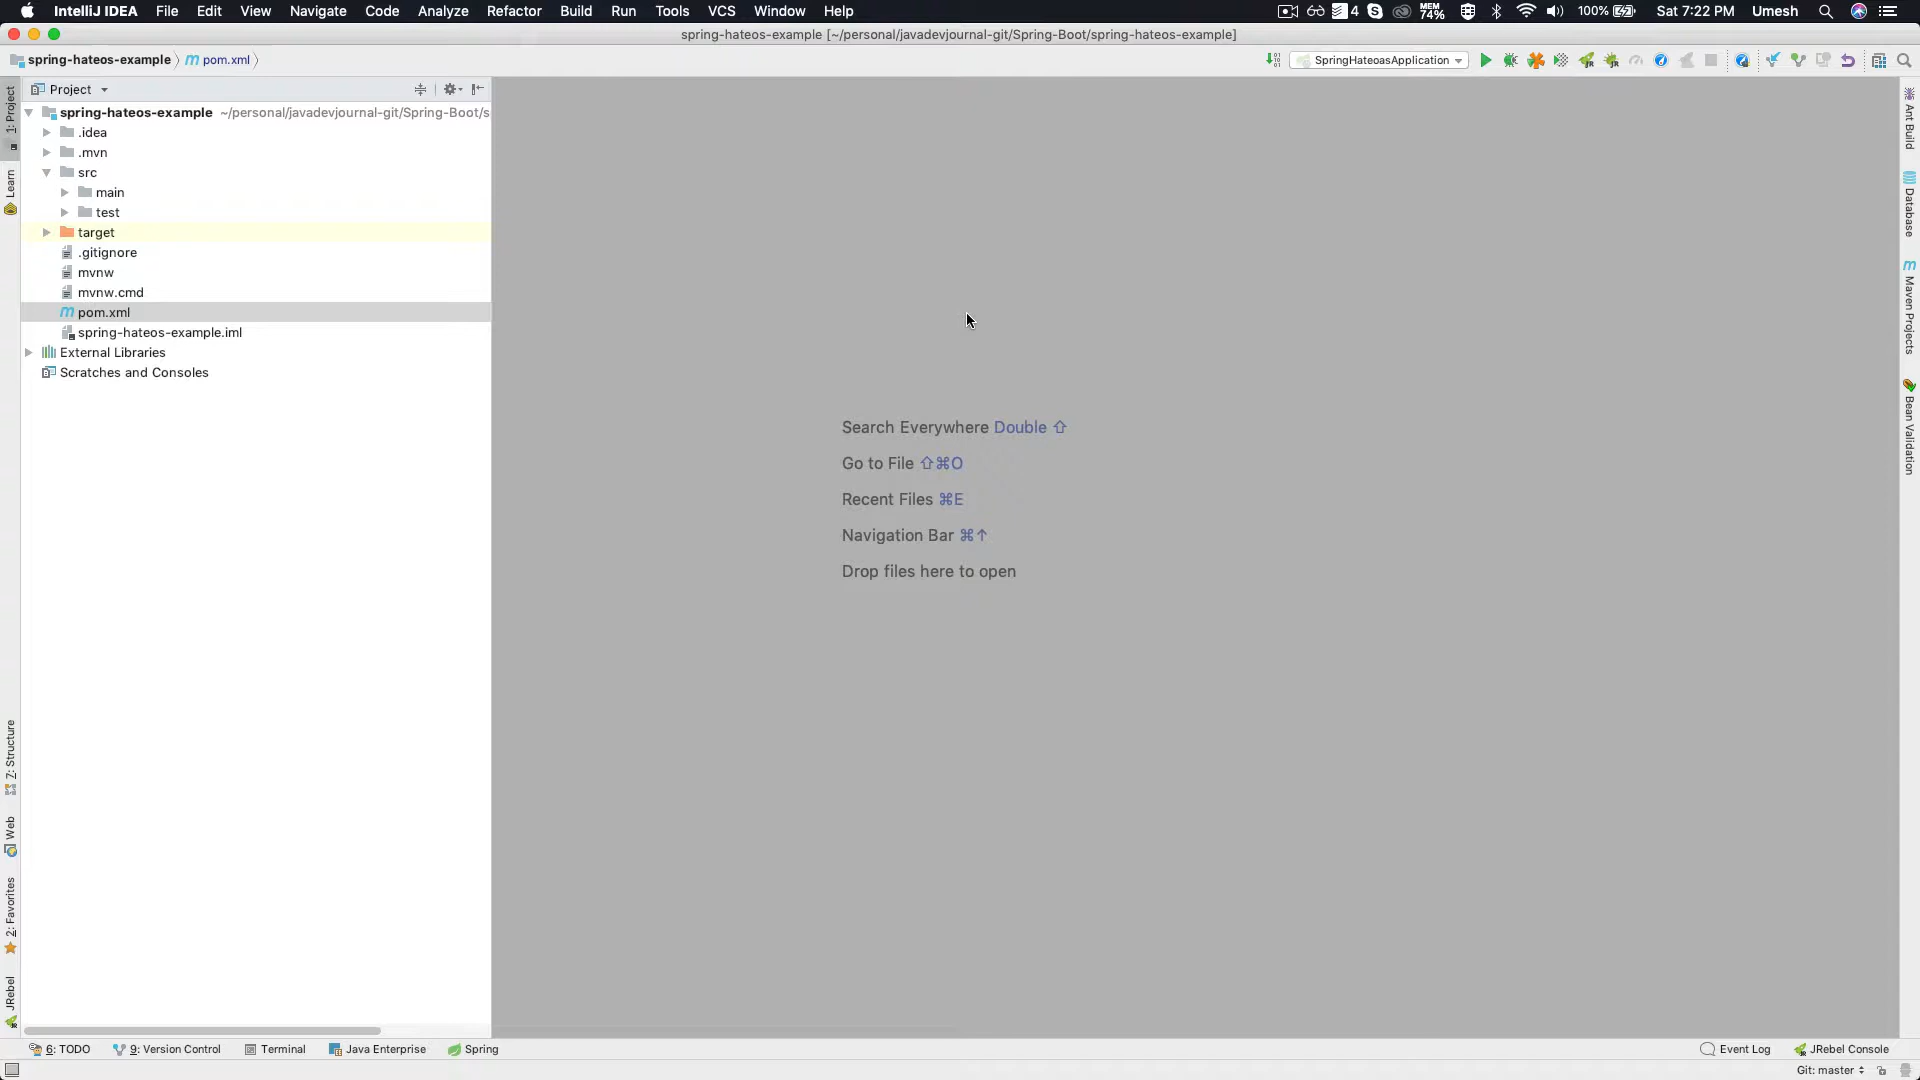 IntelliJ IDEA File Edit View Navigate Code Analyze Refactor Build Run Tools VCS Window Help 4 MEM 74% 100% Sat 7:22 PM Umesh
spring-hateos-example [~/personal/javadevjournal-git/Spring-Boot/spring-hateos-example]
spring-hateos-example pom.xml SpringHateoasApplication
Project
spring-hateos-example ~/personal/javadevjournal-git/Spring-Boot/s
.idea
.mvn
src
main
test
target
.gitignore
mvnw
mvnw.cmd
pom.xml
spring-hateos-example.iml
External Libraries
Scratches and Consoles
Search Everywhere Double ⇧
Go to File ⇧⌘O
Recent Files ⌘E
Navigation Bar ⌘↑
Drop files here to open
1: Project
Learn
7: Structure
Web
2: Favorites
JRebel
Ant Build
Database
Maven Projects
Bean Validation
6: TODO 9: Version Control Terminal Java Enterprise Spring Event Log JRebel Console
Git: master